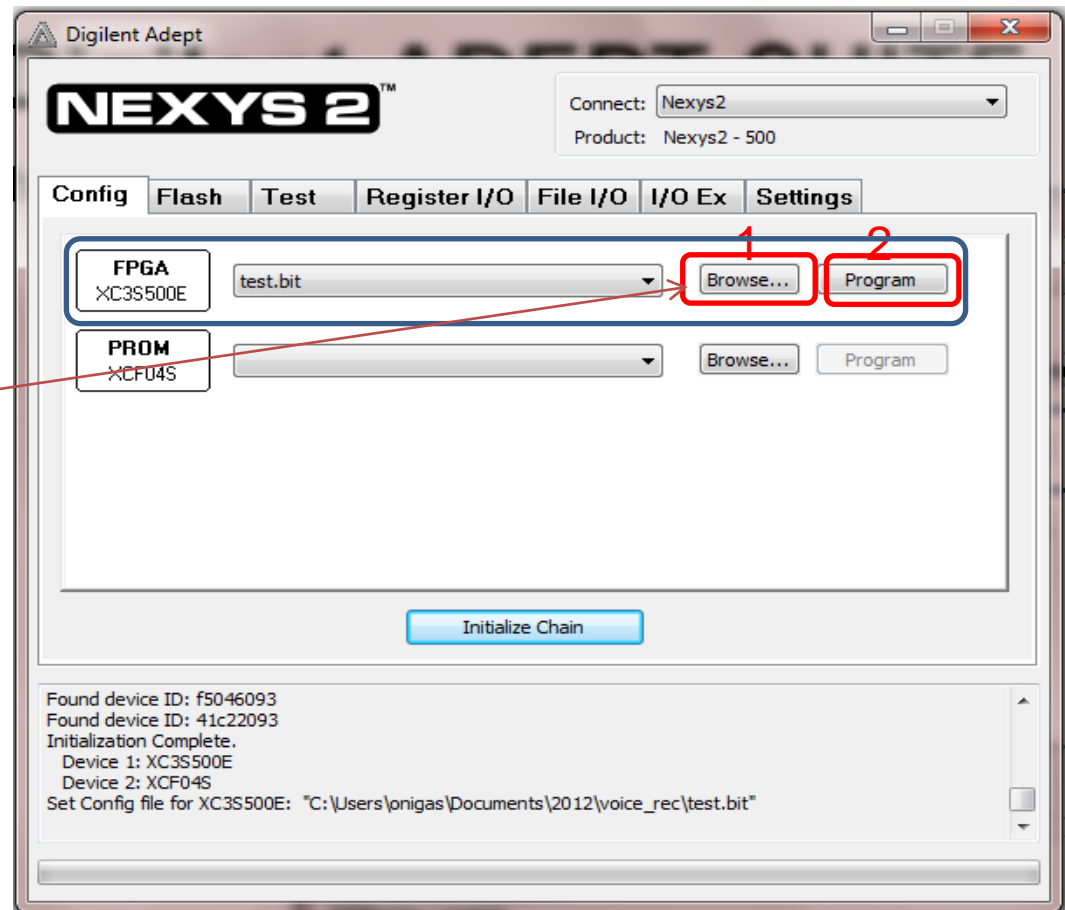 Digilent Adept
NEXYS 2™
Connect: Nexys2
Product: Nexys2 - 500
Config Flash Test Register I/O File I/O I/O Ex Settings
1 2
FPGA
XC3S500E
test.bit
Browse...
Program
PROM
XCF04S
Browse...
Program
Initialize Chain
Found device ID: f5046093
Found device ID: 41c22093
Initialization Complete.
Device 1: XC3S500E
Device 2: XCF04S
Set Config file for XC3S500E: "C:\Users\onigas\Documents\2012\voice_rec\test.bit"